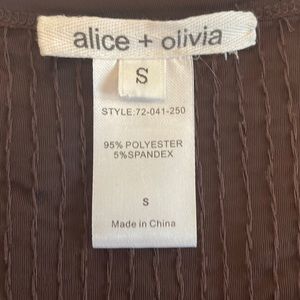 alice + olivia
S
STYLE:72-041-250
95% POLYESTER
5%SPANDEX
S
Made in China